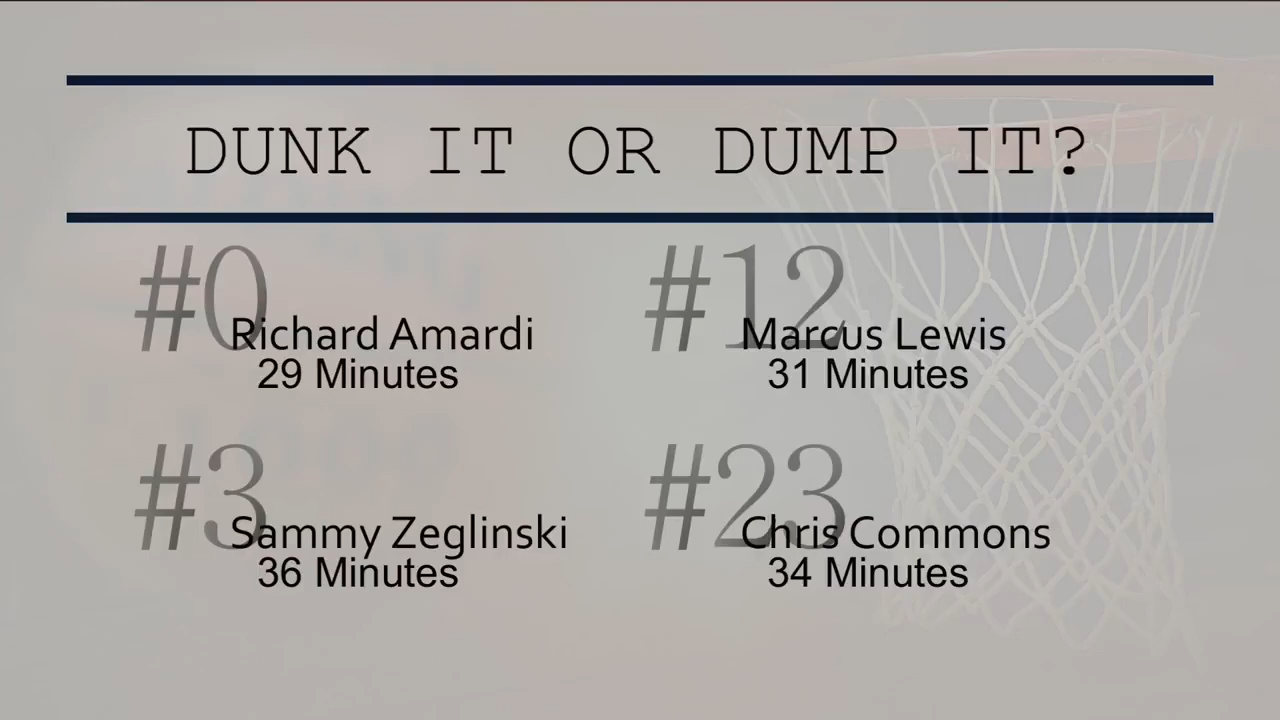 DUNK IT OR DUMP IT?
#0
Richard Amardi
29 Minutes
#12
Marcus Lewis
31 Minutes
#3
Sammy Zeglinski
36 Minutes
#23
Chris Commons
34 Minutes